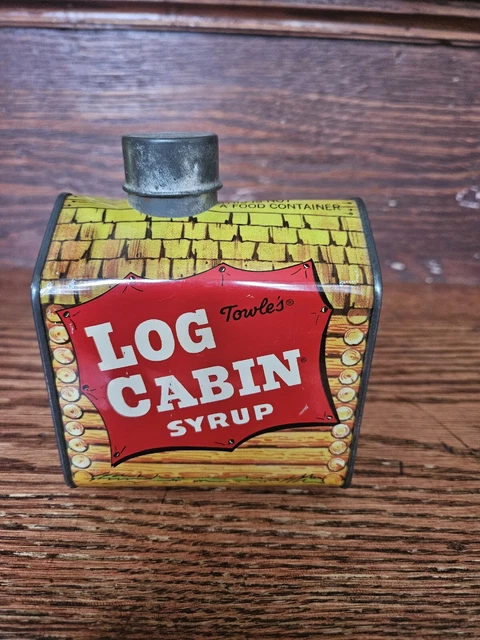 A FOOD CONTAINER
Towle's®
LOG
CABIN
SYRUP